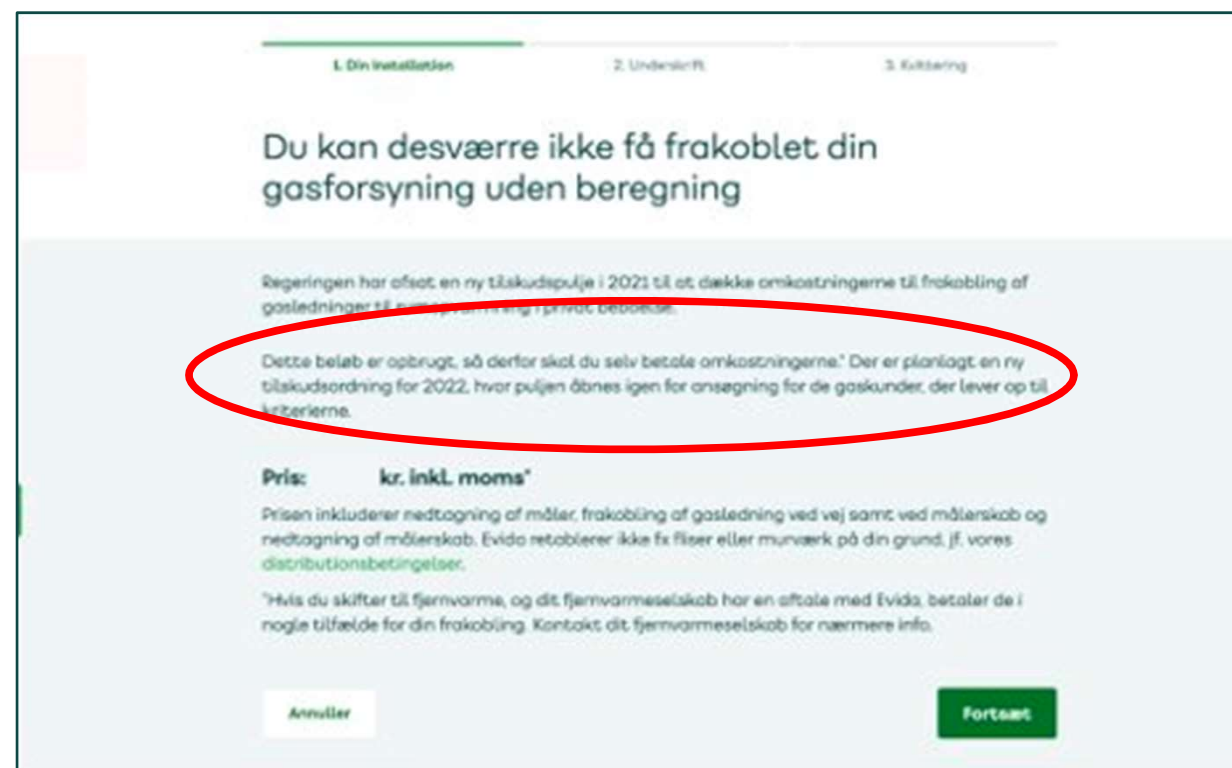 1. Din installation
2. Underskrift
3. Kvittering
Du kan desværre ikke få frakoblet din
gasforsyning uden beregning
Regeringen har afsat en ny tilskudspulje i 2021 til at dække omkostningerne til frakobling af
gasledninger til rumopvarmning i privat beboelse.
Dette beløb er opbrugt, så derfor skal du selv betale omkostningerne.* Der er planlagt en ny
tilskudsordning for 2022, hvor puljen åbnes igen for ansøgning for de gaskunder, der lever op til
kriterierne.
Pris: kr. inkl. moms*
Prisen inkluderer nedtagning af måler, frakobling af gasledning ved vej samt ved målerskab og
nedtagning af målerskab. Evida retablerer ikke fx fliser eller murværk på din grund, jf. vores
distributionsbetingelser.
*Hvis du skifter til fjernvarme, og dit fjernvarmeselskab har en aftale med Evida, betaler de i
nogle tilfælde for din frakobling. Kontakt dit fjernvarmeselskab for nærmere info.
Annuller
Fortsæt